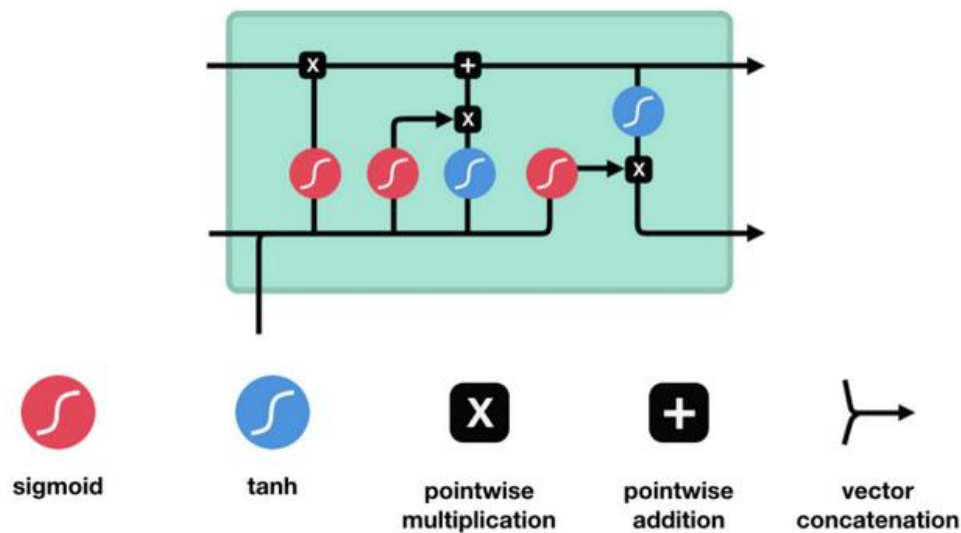 X
+
X
X
X
+
sigmoid
tanh
pointwise
multiplication
pointwise
addition
vector
concatenation